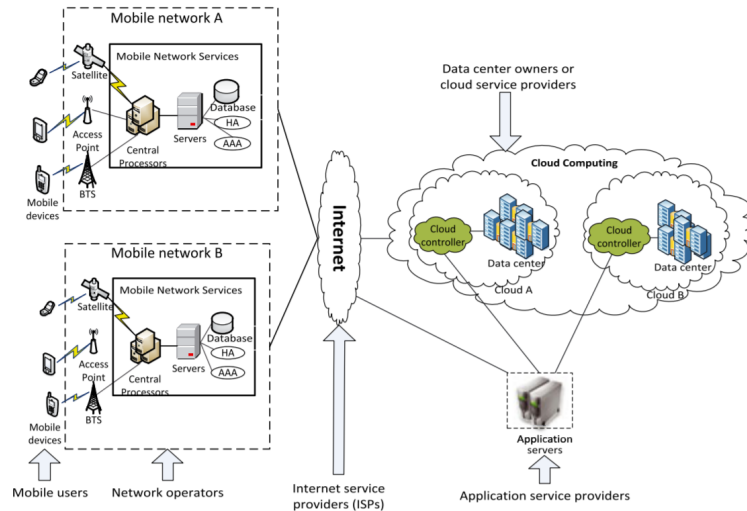 Mobile network A
Mobile Network Services
Satellite
Database
HA
AAA
Access
Point
Servers
Central
Processors
BTS
Mobile
devices
Mobile network B
Mobile Network Services
Satellite
Database
HA
AAA
Access
Point
Servers
Central
Processors
BTS
Mobile
devices
Mobile users
Network operators
Internet
Internet service
providers (ISPs)
Data center owners or
cloud service providers
Cloud Computing
Cloud
controller
Data center
Cloud A
Cloud
controller
Data center
Cloud B
Application
servers
Application service providers